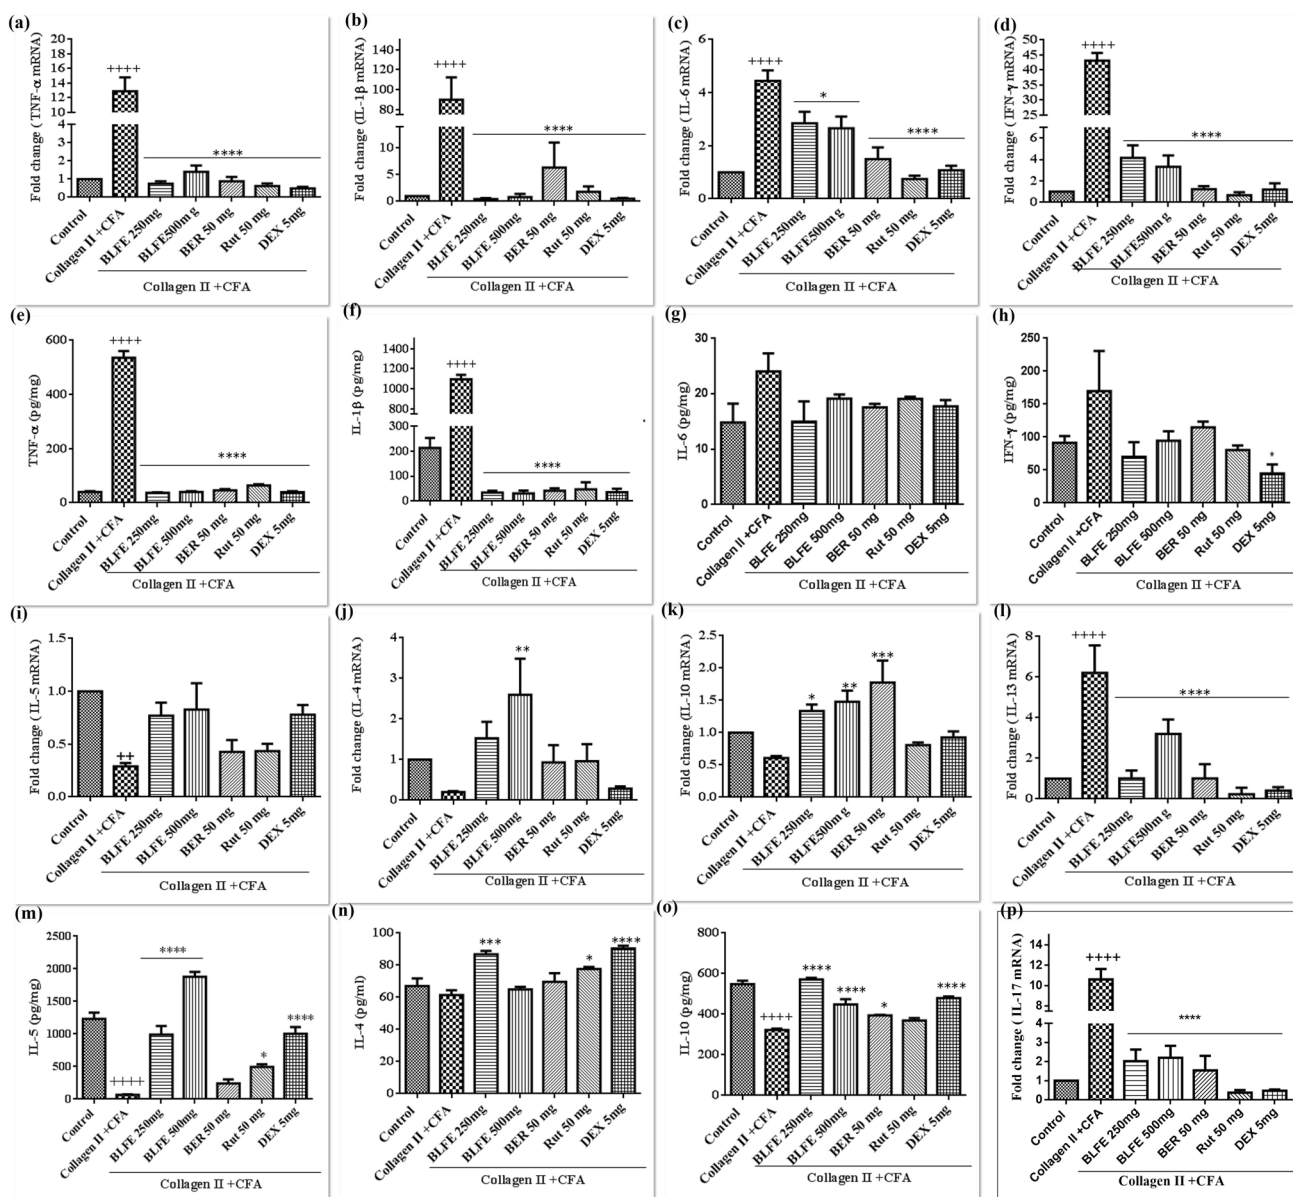 (a)
Fold change ( TNF-α mRNA)
20
18
16
14
12
10
4
3
2
1
0
++++
****
Control
Collagen II +CFA
BLFE 250mg
BLFE500m g
BER 50 mg
Rut 50 mg
DEX 5mg
Collagen II +CFA
(b)
Fold change (IL-1β mRNA)
140
120
100
80
10
5
0
++++
****
Control
Collagen II +CFA
BLFE 250mg
BLFE 500mg
BER 50 mg
Rut 50 mg
DEX 5mg
Collagen II +CFA
(c)
Fold change ( IL-6 mRNA)
6
4
2
0
++++
*
****
Control
Collagen II +CFA
BLFE 250mg
BLFE500m g
BER 50 mg
Rut 50 mg
DEX 5mg
Collagen II +CFA
(d)
Fold change (IFN-γ mRNA)
45
40
35
30
25
20
6
4
2
0
++++
****
Control
Collagen II +CFA
BLFE 250mg
BLFE500m g
BER 50 mg
Rut 50 mg
DEX 5mg
Collagen II +CFA
(e)
TNF-α (pg/mg)
600
400
200
0
++++
****
Control
Collagen II +CFA
BLFE 250mg
BLFE 500mg
BER 50 mg
Rut 50 mg
DEX 5mg
Collagen II +CFA
(f)
IL-1β (pg/mg)
1400
1200
1000
800
300
200
100
0
++++
****
Control
Collagen II +CFA
BLFE 250mg
BLFE 500mg
BER 50 mg
Rut 50 mg
DEX 5mg
Collagen II +CFA
(g)
IL-6 (pg/mg)
30
20
10
0
Control
Collagen II +CFA
BLFE 250mg
BLFE 500mg
BER 50 mg
Rut 50 mg
DEX 5mg
Collagen II +CFA
(h)
IFN-γ (pg/mg)
250
200
150
100
50
0
*
Control
Collagen II +CFA
BLFE 250mg
BLFE 500mg
BER 50 mg
Rut 50 mg
DEX 5mg
Collagen II +CFA
(i)
Fold change ( IL-5 mRNA)
1.5
1.0
0.5
0.0
++
Control
Collagen II +CFA
BLFE 250mg
BLFE 500mg
BER 50 mg
Rut 50 mg
DEX 5mg
Collagen II +CFA
(j)
Fold change (IL-4 mRNA)
4
3
2
1
0
**
Control
Collagen II +CFA
BLFE 250mg
BLFE 500mg
BER 50 mg
Rut 50 mg
DEX 5mg
Collagen II +CFA
(k)
Fold change (IL-10 mRNA)
2.5
2.0
1.5
1.0
0.5
0.0
*
**
***
Control
Collagen II +CFA
BLFE 250mg
BLFE500m g
BER 50 mg
Rut 50 mg
DEX 5mg
Collagen II +CFA
(l)
Fold change ( IL-13 mRNA)
8
6
4
2
0
++++
****
Control
Collagen II +CFA
BLFE 250mg
BLFE500m g
BER 50 mg
Rut 50 mg
DEX 5mg
Collagen II +CFA
(m)
IL-5 (pg/mg)
2500
2000
1500
1000
500
0
++++
****
*
****
Control
Collagen II +CFA
BLFE 250mg
BLFE 500mg
BER 50 mg
Rut 50 mg
DEX 5mg
Collagen II +CFA
(n)
IL-4 (pg/ml)
100
80
60
40
20
0
***
*
****
Control
Collagen II +CFA
BLFE 250mg
BLFE 500mg
BER 50 mg
Rut 50 mg
DEX 5mg
Collagen II +CFA
(o)
IL-10 (pg/mg)
800
600
400
200
0
++++
****
****
*
****
Control
Collagen II +CFA
BLFE 250mg
BLFE 500mg
BER 50 mg
Rut 50 mg
DEX 5mg
Collagen II +CFA
(p)
Fold change ( IL-17 mRNA)
14
12
10
8
4
3
2
1
0
++++
****
Control
Collagen II +CFA
BLFE 250mg
BLFE 500mg
BER 50 mg
Rut 50 mg
DEX 5mg
Collagen II +CFA